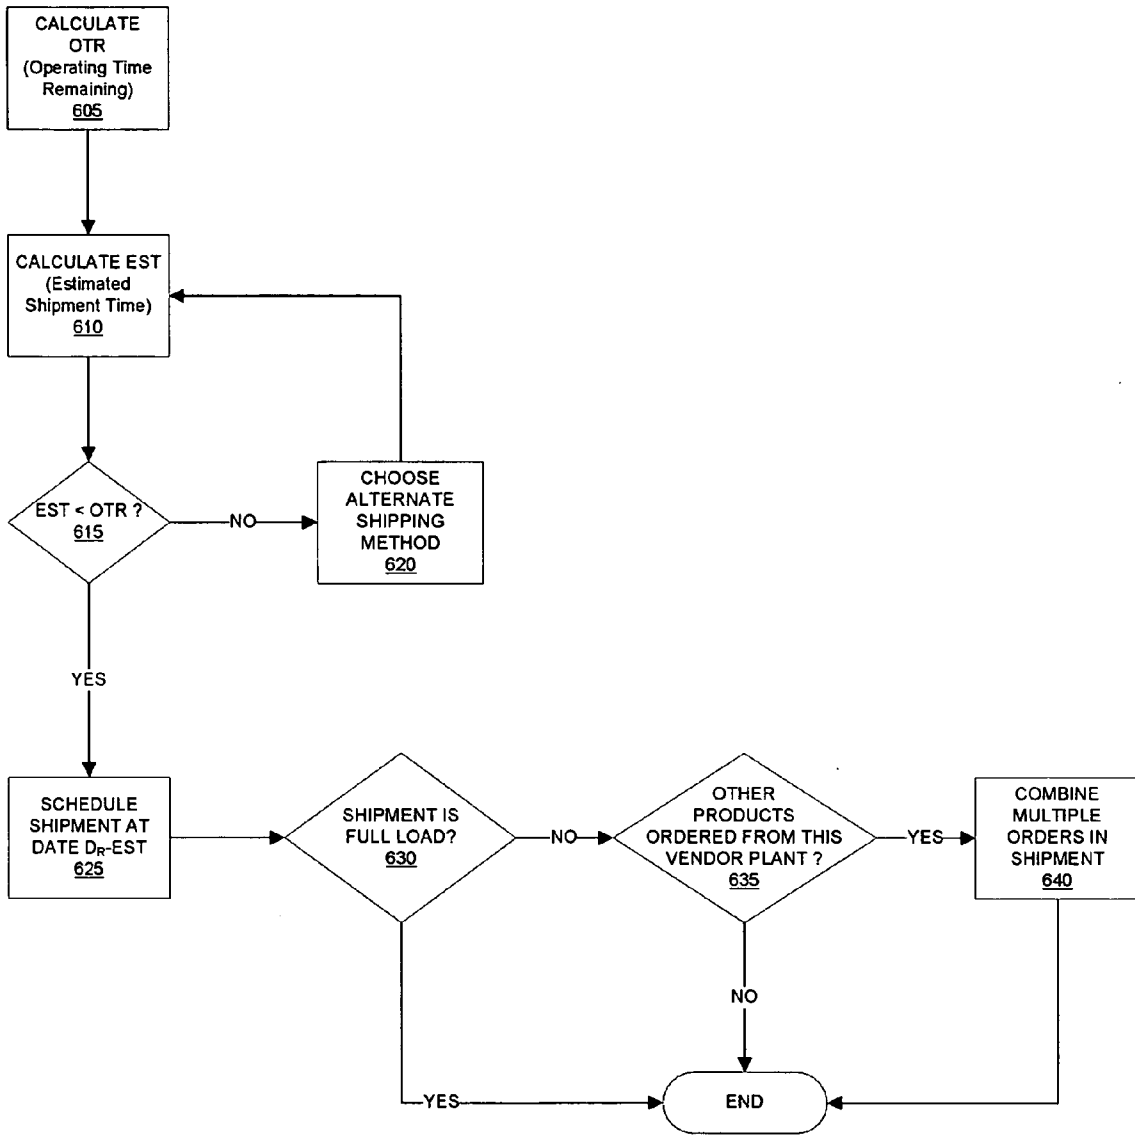 CALCULATE
OTR
(Operating Time
Remaining)
605
CALCULATE EST
(Estimated
Shipment Time)
610
EST < OTR ?
615
NO
CHOOSE
ALTERNATE
SHIPPING
METHOD
620
YES
SCHEDULE
SHIPMENT AT
DATE DR-EST
625
SHIPMENT IS
FULL LOAD?
630
NO
OTHER
PRODUCTS
ORDERED FROM THIS
VENDOR PLANT ?
635
YES
COMBINE
MULTIPLE
ORDERS IN
SHIPMENT
640
NO
YES
END